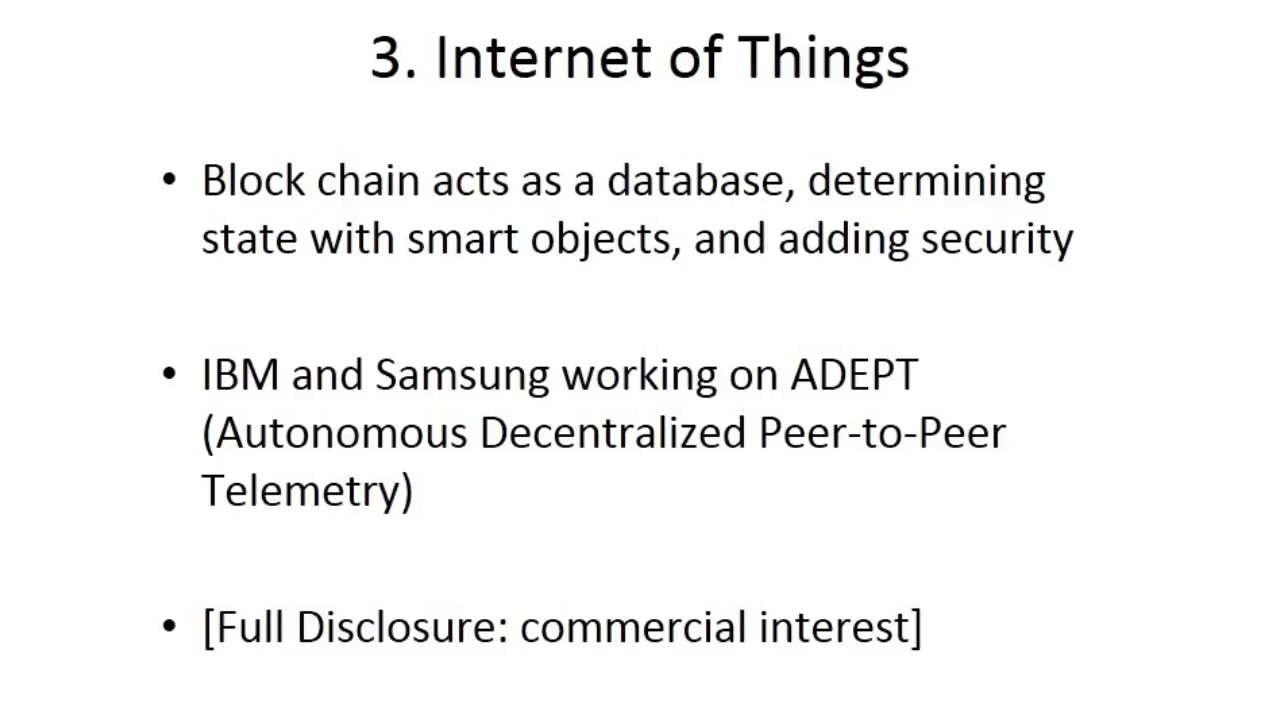 3. Internet of Things
• Block chain acts as a database, determining
state with smart objects, and adding security
• IBM and Samsung working on ADEPT
(Autonomous Decentralized Peer-to-Peer
Telemetry)
• [Full Disclosure: commercial interest]